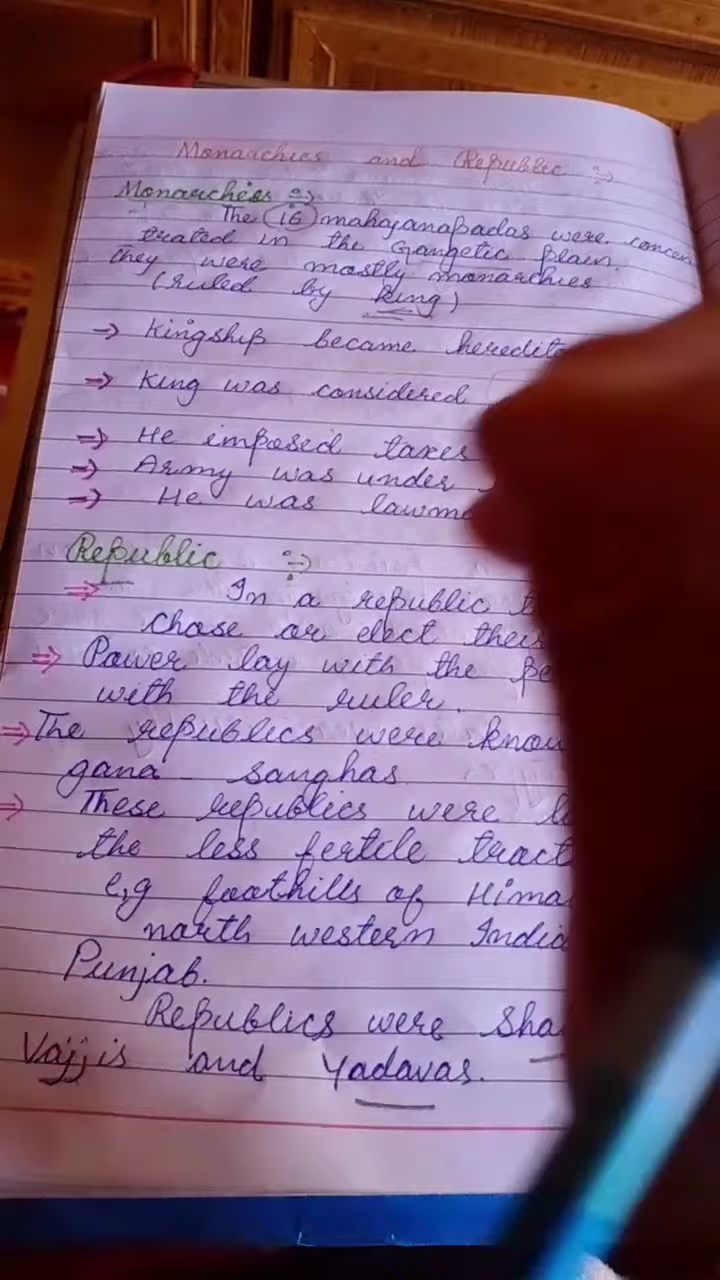 Monarchies and Republic :->
Monarchies :->
The (16) mahajanapadas were concen
trated in the Gangetic plain.
They were mostly monarchies
(ruled by King)
→ Kingship became heredit
⇒ King was considered
⇒ He imposed taxes
⇒ Army was under
⇒ He was lawm
Republic :->
⇒ In a republic
chose or elect their
⇒ Power lay with the pe
with the ruler.
⇒ The republics were know
gana - sanghas.
⇒ These republics were l
the less fertile tract
e,g foothills of Hima
north western India
Punjab.
Republics were Sha
Vajjis and Yadavas.